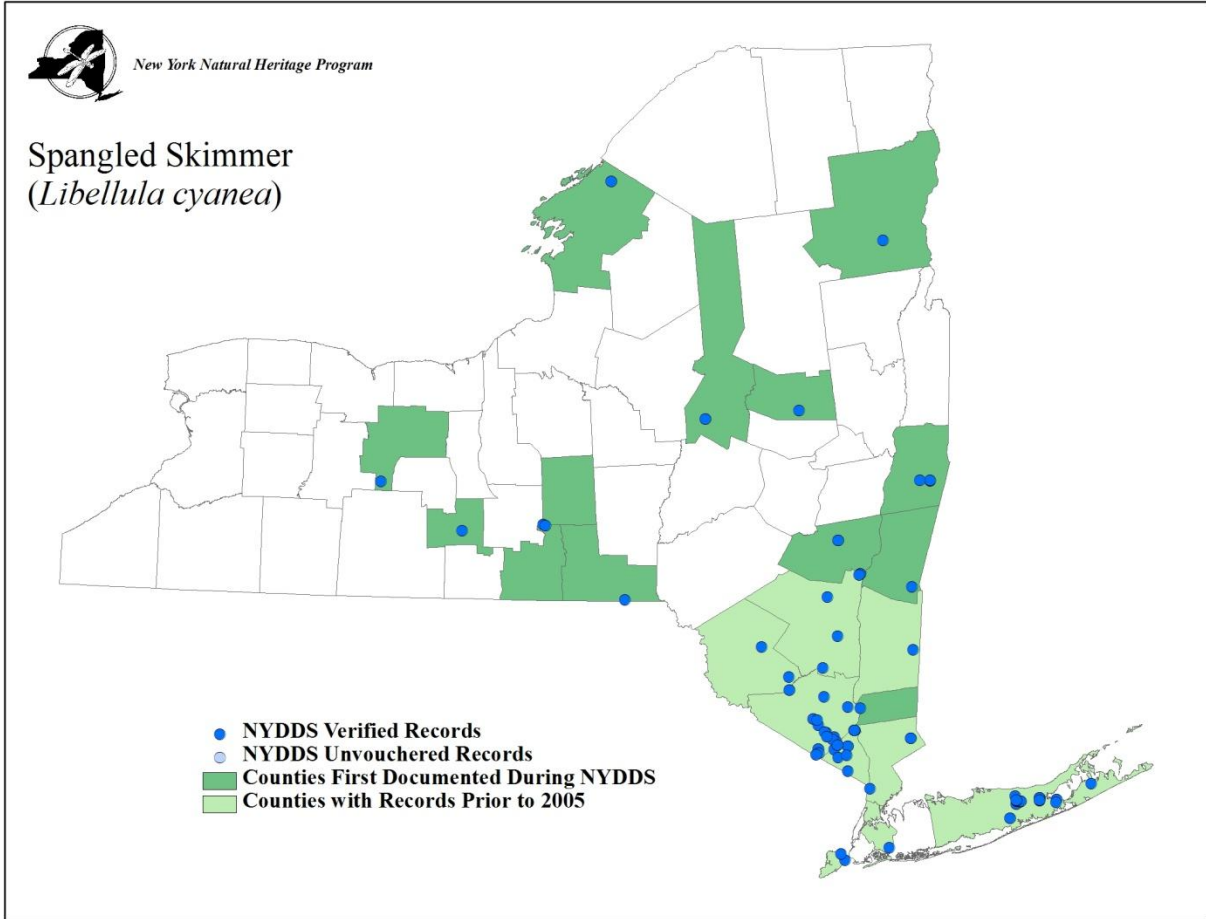 New York Natural Heritage Program
Spangled Skimmer
(Libellula cyanea)
NYDDS Verified Records
NYDDS Unvouchered Records
Counties First Documented During NYDDS
Counties with Records Prior to 2005